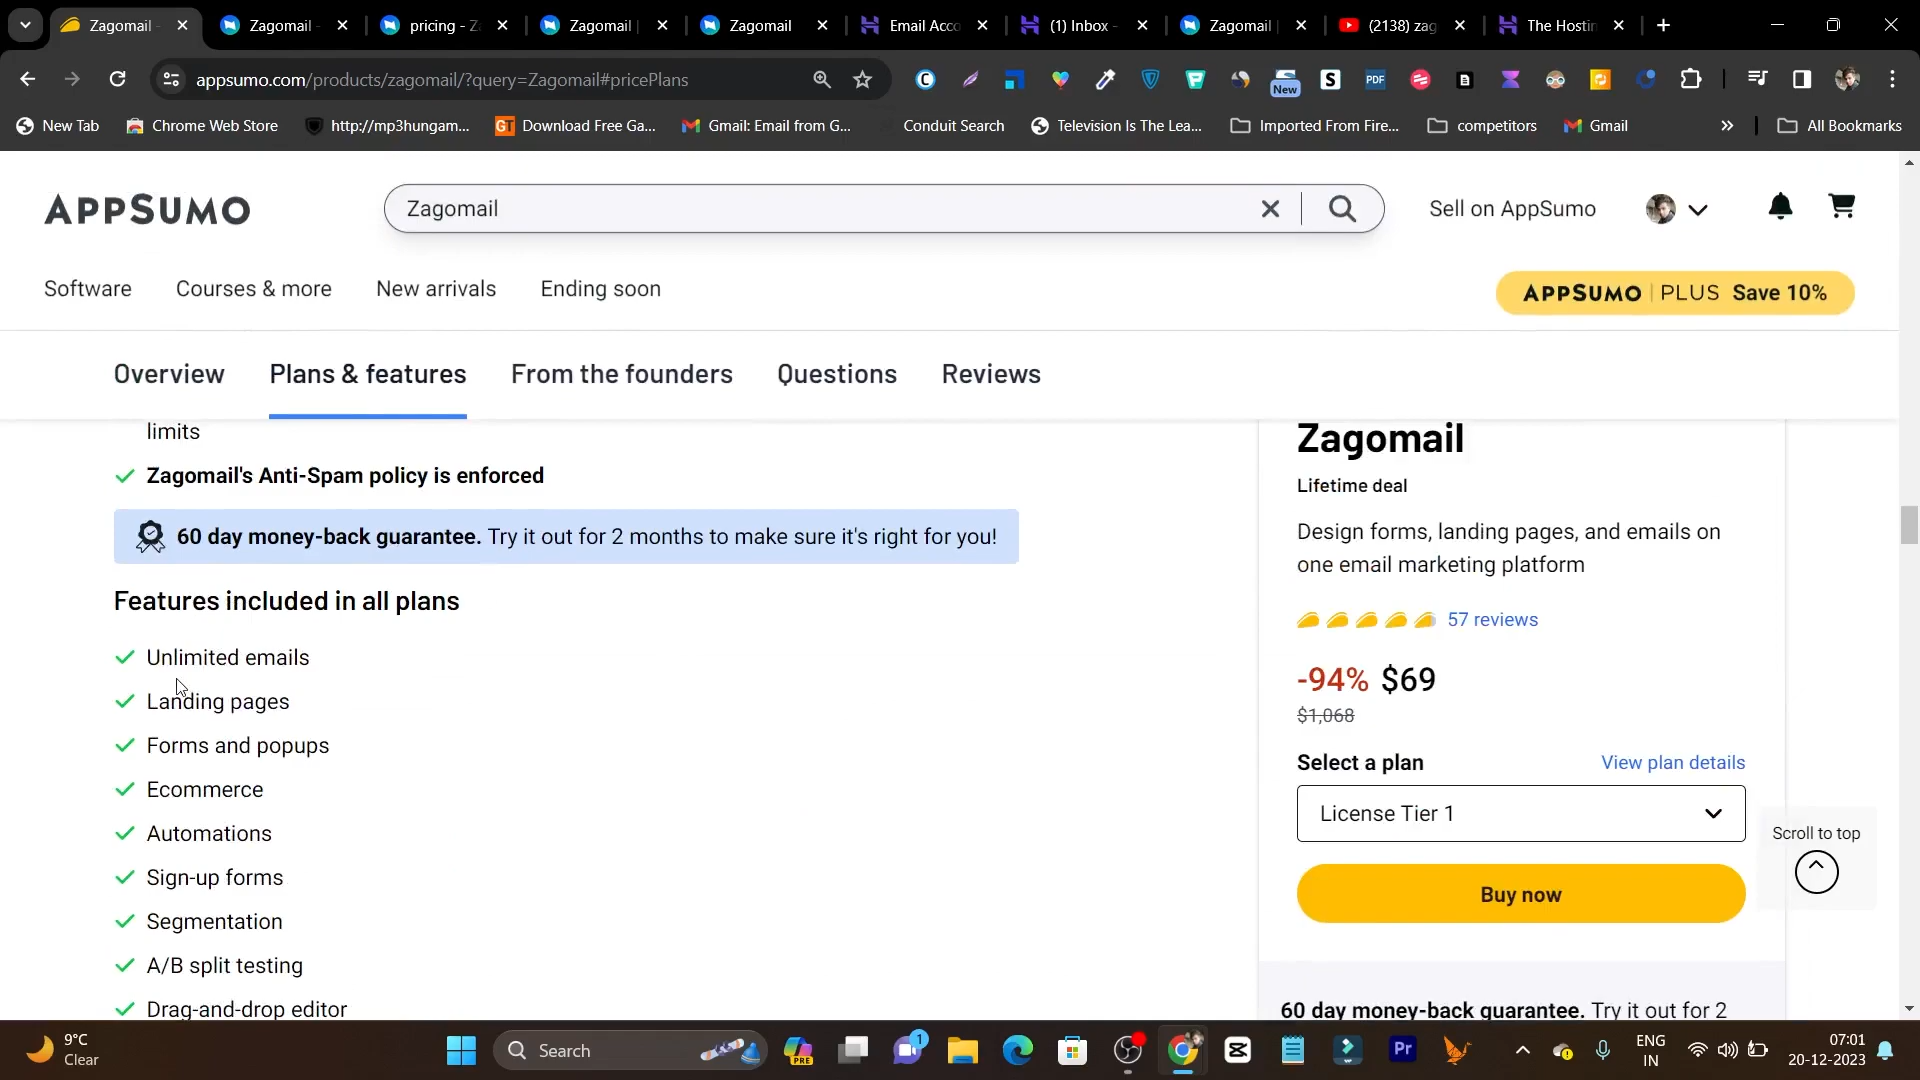 Zagomail -
Zagomail -
pricing - Za
Zagomail |
Zagomail
Email Acco
(1) Inbox -
Zagomail |
(2138) zag
The Hostin
appsumo.com/products/zagomail/?query=Zagomail#pricePlans
New
PDF
New Tab
Chrome Web Store
http://mp3hungam...
Download Free Ga...
Gmail: Email from G...
Conduit Search
Television Is The Lea...
Imported From Fire...
competitors
Gmail
All Bookmarks
APPSUMO
Zagomail
Sell on AppSumo
Software
Courses & more
New arrivals
Ending soon
APPSUMO | PLUS Save 10%
Overview
Plans & features
From the founders
Questions
Reviews
limits
Zagomail's Anti-Spam policy is enforced
60 day money-back guarantee. Try it out for 2 months to make sure it's right for you!
Features included in all plans
Unlimited emails
Landing pages
Forms and popups
Ecommerce
Automations
Sign-up forms
Segmentation
A/B split testing
Drag-and-drop editor
Zagomail
Lifetime deal
Design forms, landing pages, and emails on
one email marketing platform
57 reviews
-94% $69
$1,068
Select a plan
View plan details
License Tier 1
Buy now
60 day money-back guarantee. Try it out for 2
Scroll to top
9°C
Clear
Search
PRE
1
Pr
ENG
IN
07:01
20-12-2023